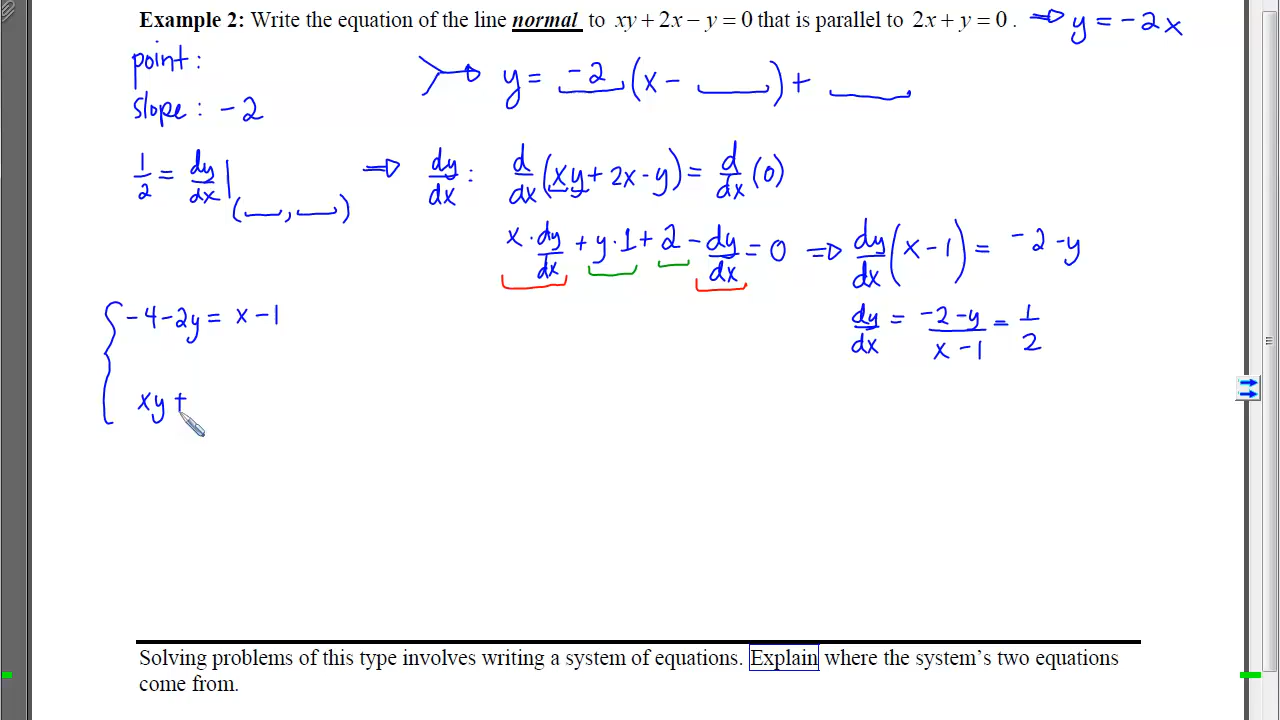 Example 2: Write the equation of the line normal to xy + 2x − y = 0 that is parallel to 2x + y = 0 . ⇒ y = -2x
point :
y = -2 (x - ___) + ___
slope : -2
1/2 = dy/dx | (__, __) ⇒ dy/dx : d/dx (xy + 2x - y) = d/dx (0)
x · dy/dx + y · 1 + 2 - dy/dx = 0 ⇒ dy/dx (x - 1) = -2 - y
-4 - 2y = x - 1
dy/dx = -2 - y / x - 1 = 1/2
xy +
Solving problems of this type involves writing a system of equations. Explain where the system's two equations
come from.